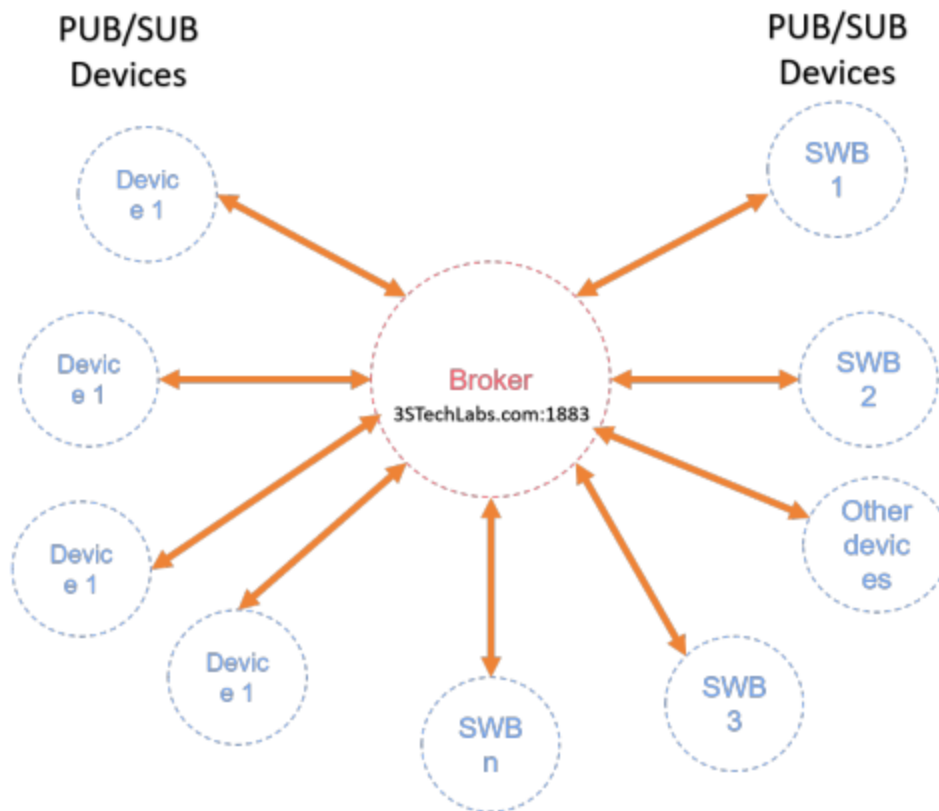 PUB/SUB
Devices
PUB/SUB
Devices
Devic
e 1
SWB
1
Devic
e 1
Broker
3STechLabs.com:1883
SWB
2
Devic
e 1
Other
devic
es
Devic
e 1
SWB
n
SWB
3